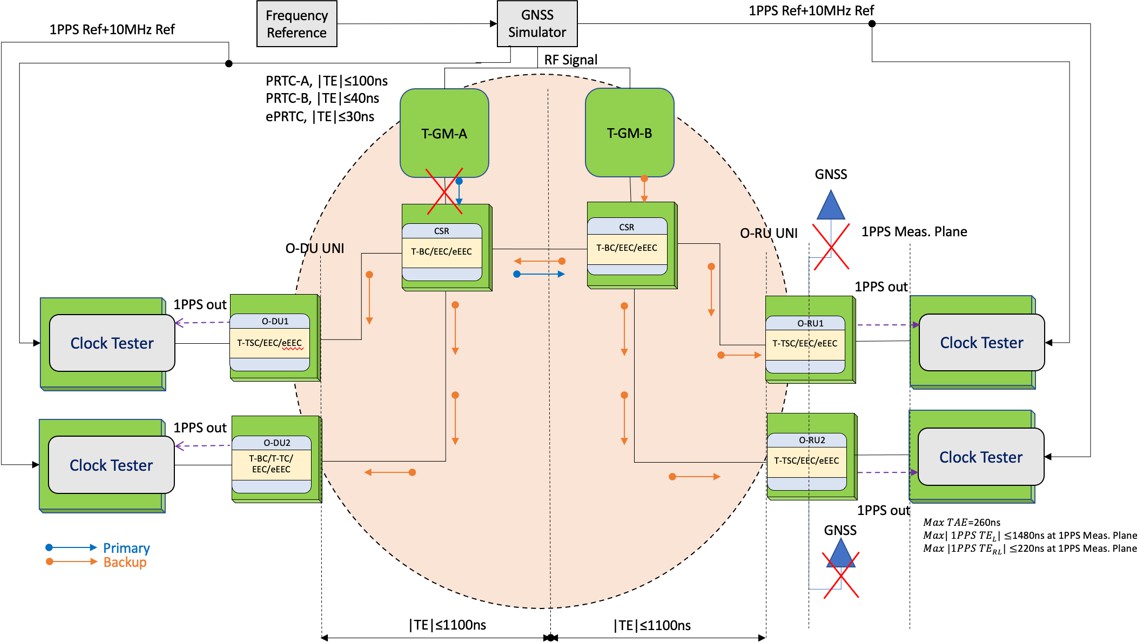 Frequency
Reference
GNSS
Simulator
1PPS Ref+10MHz Ref
1PPS Ref+10MHz Ref
RF Signal
PRTC-A, |TE|≤100ns
PRTC-B, |TE|≤40ns
ePRTC, |TE|≤30ns
T-GM-A
T-GM-B
GNSS
O-DU UNI
CSR
T-BC/EEC/eEEC
CSR
T-BC/EEC/eEEC
O-RU UNI
1PPS Meas. Plane
1PPS out
1PPS out
Clock Tester
O-DU1
T-TSC/EEC/eEEC
O-RU1
T-TSC/EEC/eEEC
Clock Tester
1PPS out
Clock Tester
O-DU2
T-BC/T-TC/
EEC/eEEC
O-RU2
T-TSC/EEC/eEEC
Clock Tester
1PPS out
GNSS
Max TAE=260ns
Max| 1PPS TE_L| ≤1480ns at 1PPS Meas. Plane
Max |1PPS TE_RL| ≤220ns at 1PPS Meas. Plane
Primary
Backup
|TE|≤1100ns
|TE|≤1100ns